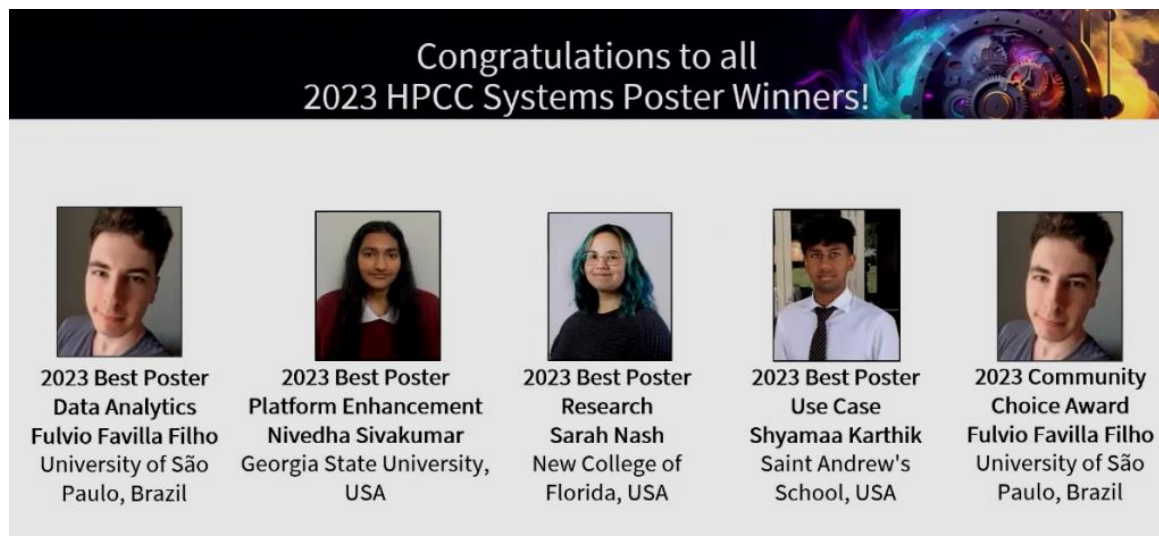 Congratulations to all
2023 HPCC Systems Poster Winners!
2023 Best Poster
Data Analytics
Fulvio Favilla Filho
University of São
Paulo, Brazil
2023 Best Poster
Platform Enhancement
Nivedha Sivakumar
Georgia State University,
USA
2023 Best Poster
Research
Sarah Nash
New College of
Florida, USA
2023 Best Poster
Use Case
Shyamaa Karthik
Saint Andrew's
School, USA
2023 Community
Choice Award
Fulvio Favilla Filho
University of São
Paulo, Brazil